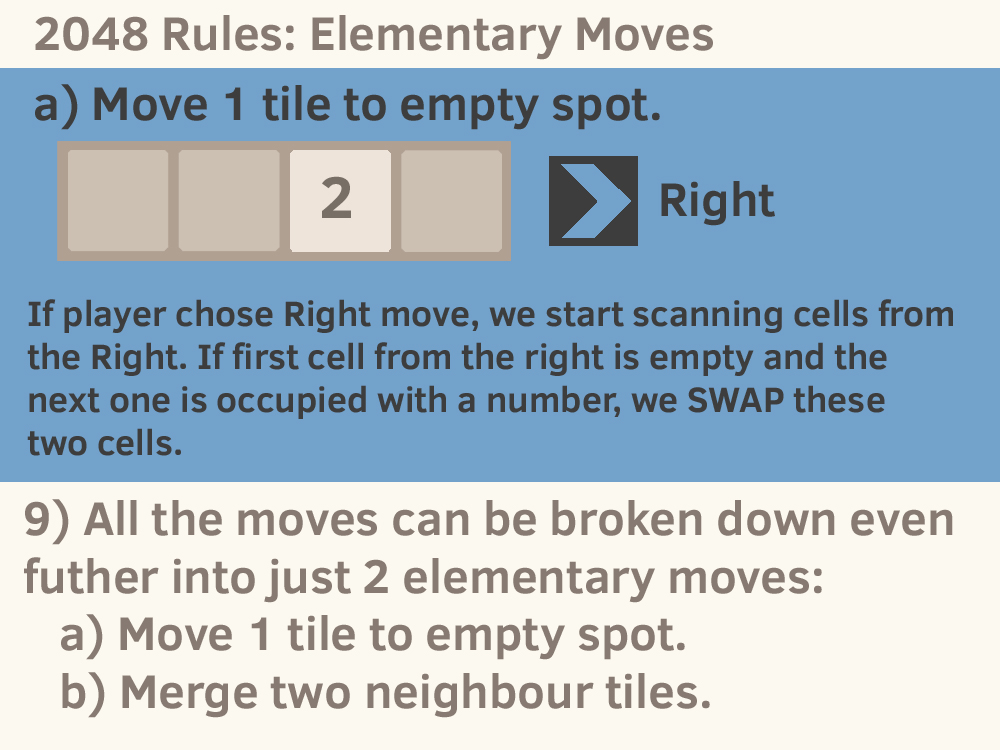 2048 Rules: Elementary Moves
a) Move 1 tile to empty spot.
2
Right
If player chose Right move, we start scanning cells from
the Right. If first cell from the right is empty and the
next one is occupied with a number, we SWAP these
two cells.
9) All the moves can be broken down even
futher into just 2 elementary moves:
a) Move 1 tile to empty spot.
b) Merge two neighbour tiles.